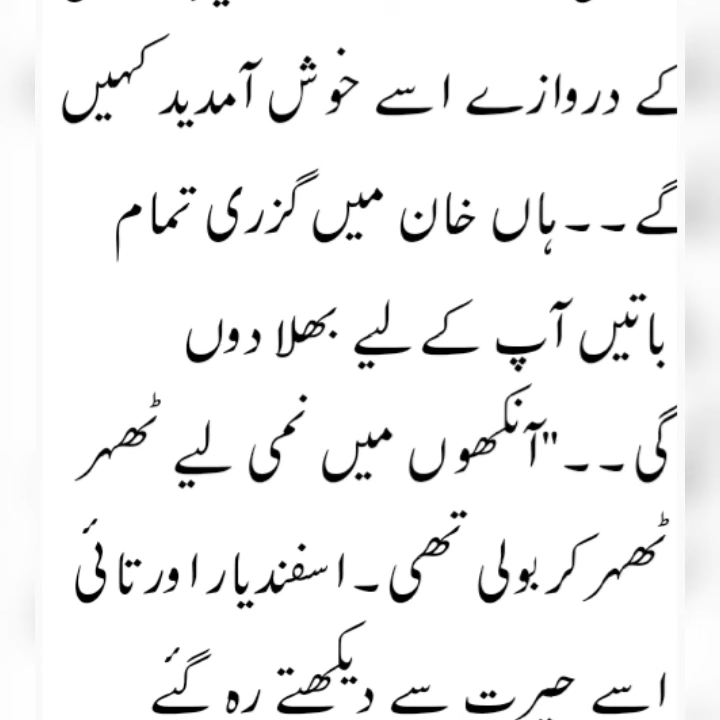 کے دروازے اسے خوش آمدید کہیں
گے۔۔ہاں خان میں گزری تمام
باتیں آپ کے لیے بھلا دوں
گی۔۔"آنکھوں میں نمی لیے ٹھہر
ٹھہر کر بولی تھی۔اسفندیار اور تائی
اسے حیرت سے دیکھتے رہ گئے